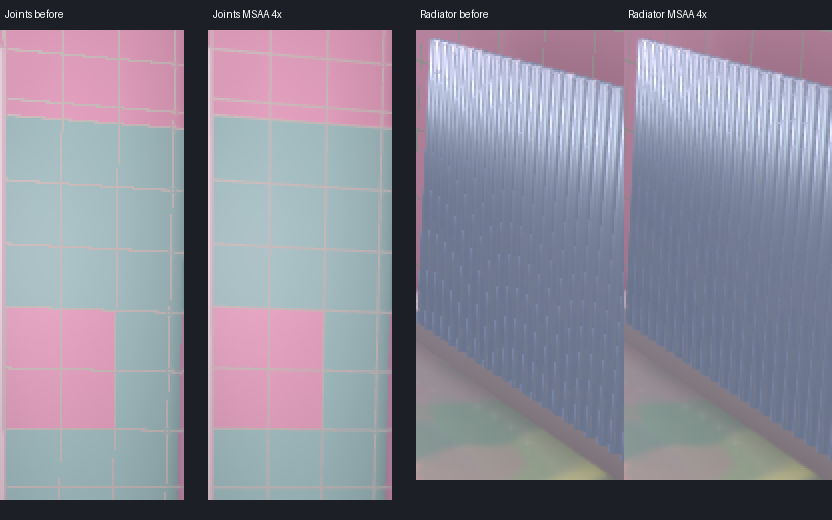 Joints before
Joints MSAA 4x
Radiator before
Radiator MSAA 4x